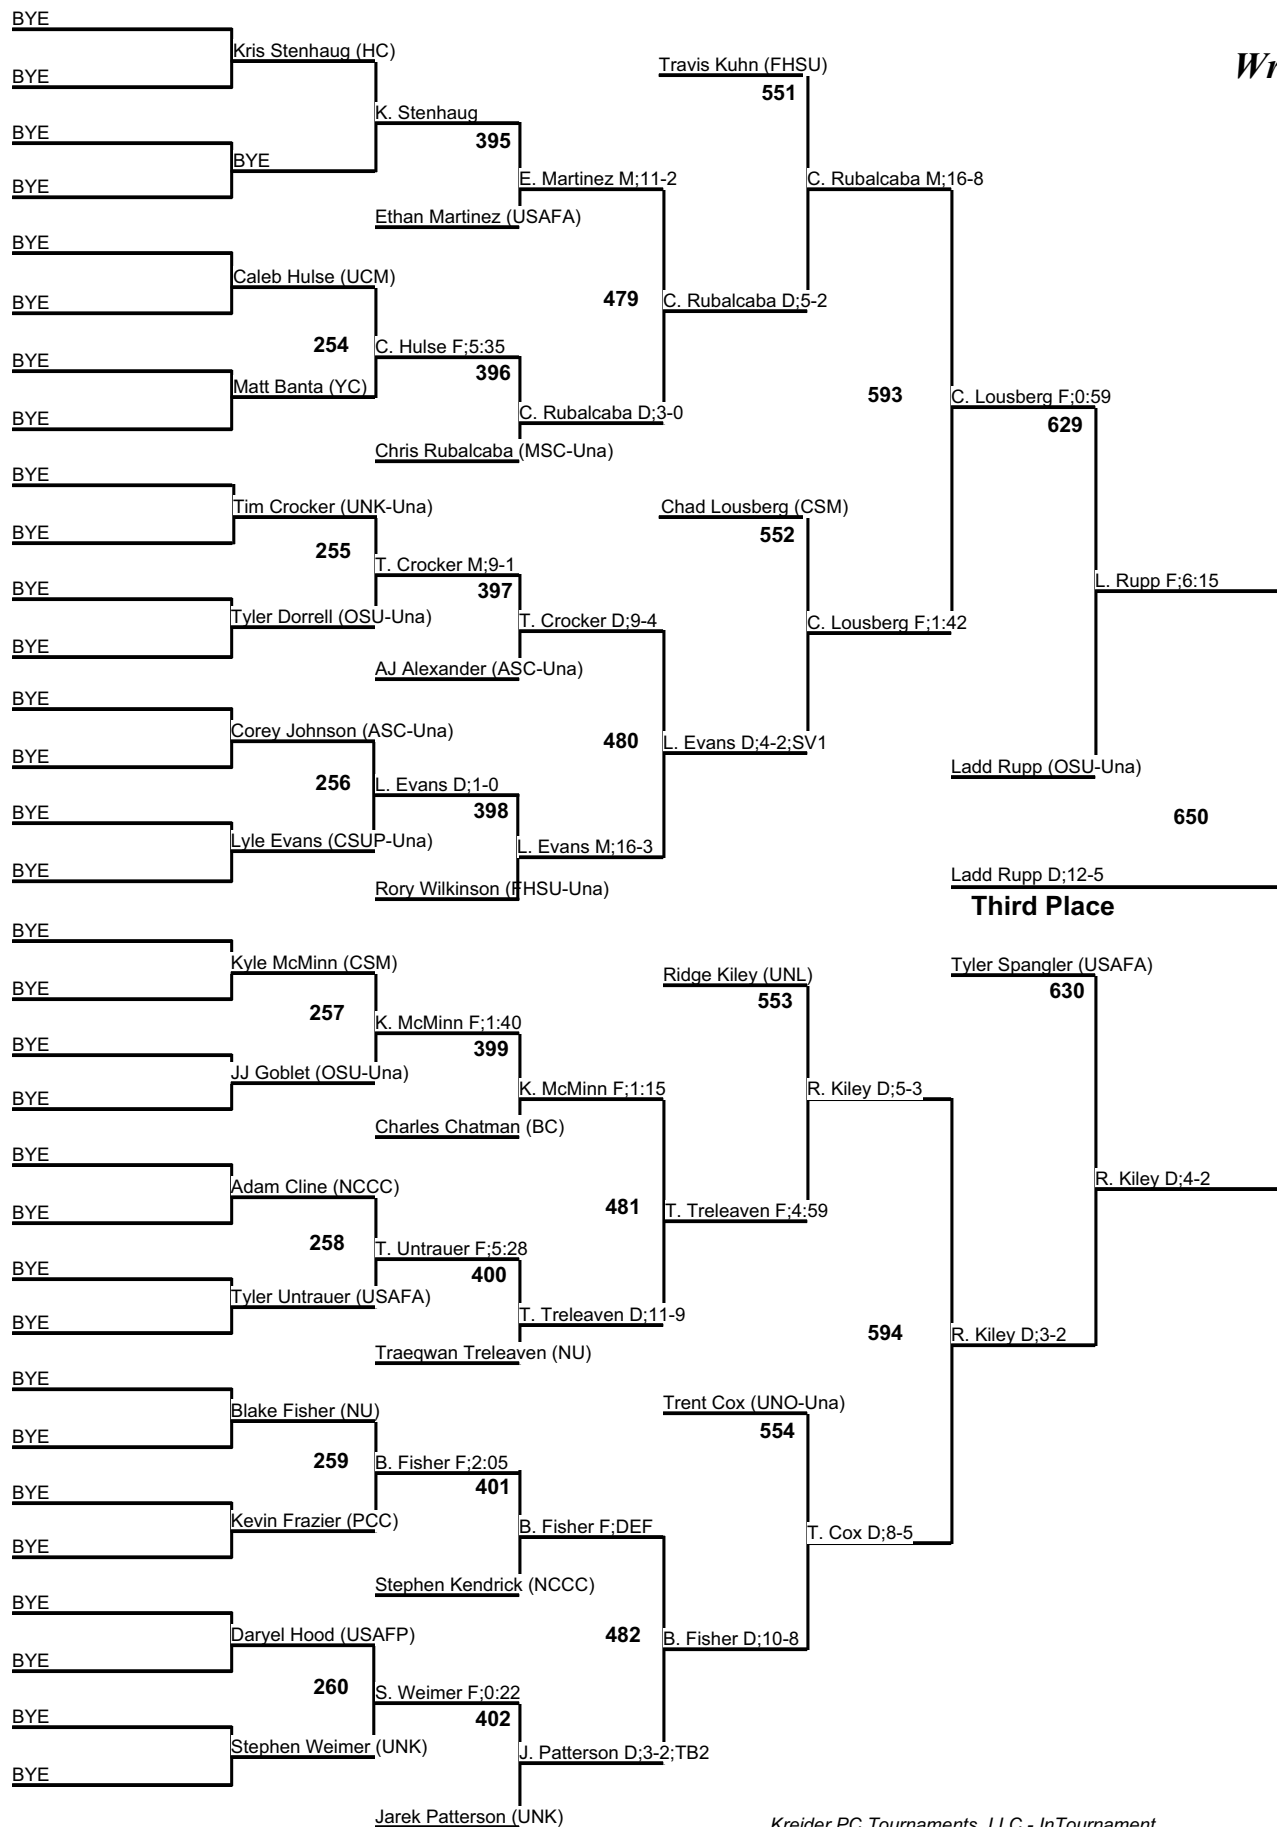 BYE
Kris Stenhaug (HC)
Travis Kuhn (FHSU)
Wr
BYE
551
K. Stenhaug
BYE
395
BYE
E. Martinez M;11-2
C. Rubalcaba M;16-8
BYE
Ethan Martinez (USAFA)
BYE
Caleb Hulse (UCM)
BYE
479
C. Rubalcaba D;5-2
254
C. Hulse F;5:35
BYE
396
Matt Banta (YC)
593
C. Lousberg F;0:59
BYE
C. Rubalcaba D;3-0
629
Chris Rubalcaba (MSC-Una)
BYE
Tim Crocker (UNK-Una)
Chad Lousberg (CSM)
BYE
552
255
T. Crocker M;9-1
L. Rupp F;6:15
BYE
397
Tyler Dorrell (OSU-Una)
T. Crocker D;9-4
C. Lousberg F;1:42
BYE
AJ Alexander (ASC-Una)
BYE
Corey Johnson (ASC-Una)
480
L. Evans D;4-2;SV1
BYE
Ladd Rupp (OSU-Una)
256
L. Evans D;1-0
BYE
398
650
Lyle Evans (CSUP-Una)
L. Evans M;16-3
BYE
Rory Wilkinson (FHSU-Una)
Ladd Rupp D;12-5
Third Place
BYE
Kyle McMinn (CSM)
Ridge Kiley (UNL)
Tyler Spangler (USAFA)
BYE
553
630
257
K. McMinn F;1:40
BYE
399
JJ Goblet (OSU-Una)
K. McMinn F;1:15
R. Kiley D;5-3
BYE
Charles Chatman (BC)
BYE
Adam Cline (NCCC)
R. Kiley D;4-2
BYE
481
T. Treleaven F;4:59
258
T. Untrauer F;5:28
BYE
400
Tyler Untrauer (USAFA)
T. Treleaven D;11-9
BYE
594
R. Kiley D;3-2
Traeqwan Treleaven (NU)
BYE
Blake Fisher (NU)
Trent Cox (UNO-Una)
BYE
554
259
B. Fisher F;2:05
BYE
401
Kevin Frazier (PCC)
B. Fisher F;DEF
T. Cox D;8-5
BYE
Stephen Kendrick (NCCC)
BYE
Daryel Hood (USAFP)
482
B. Fisher D;10-8
BYE
260
S. Weimer F;0:22
BYE
402
Stephen Weimer (UNK)
J. Patterson D;3-2;TB2
BYE
Jarek Patterson (UNK)
Kreider PC Tournaments, LLC - InTournament